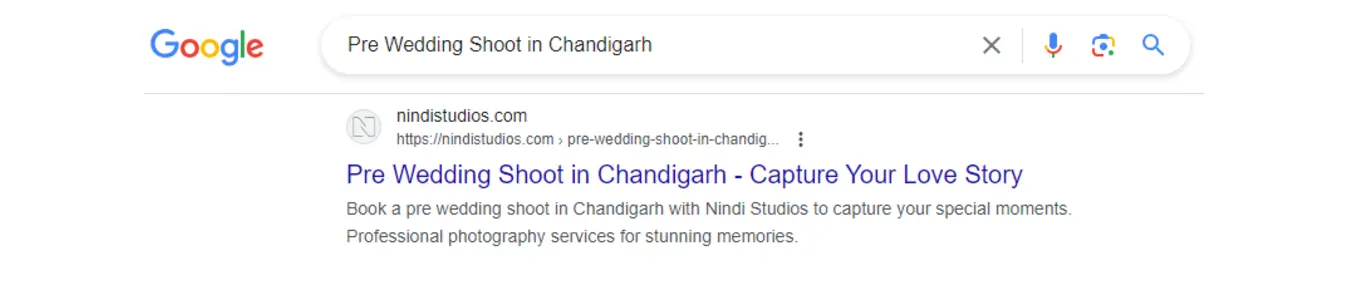 Google
Pre Wedding Shoot in Chandigarh
nindistudios.com
https://nindistudios.com › pre-wedding-shoot-in-chandig...
Pre Wedding Shoot in Chandigarh - Capture Your Love Story
Book a pre wedding shoot in Chandigarh with Nindi Studios to capture your special moments.
Professional photography services for stunning memories.